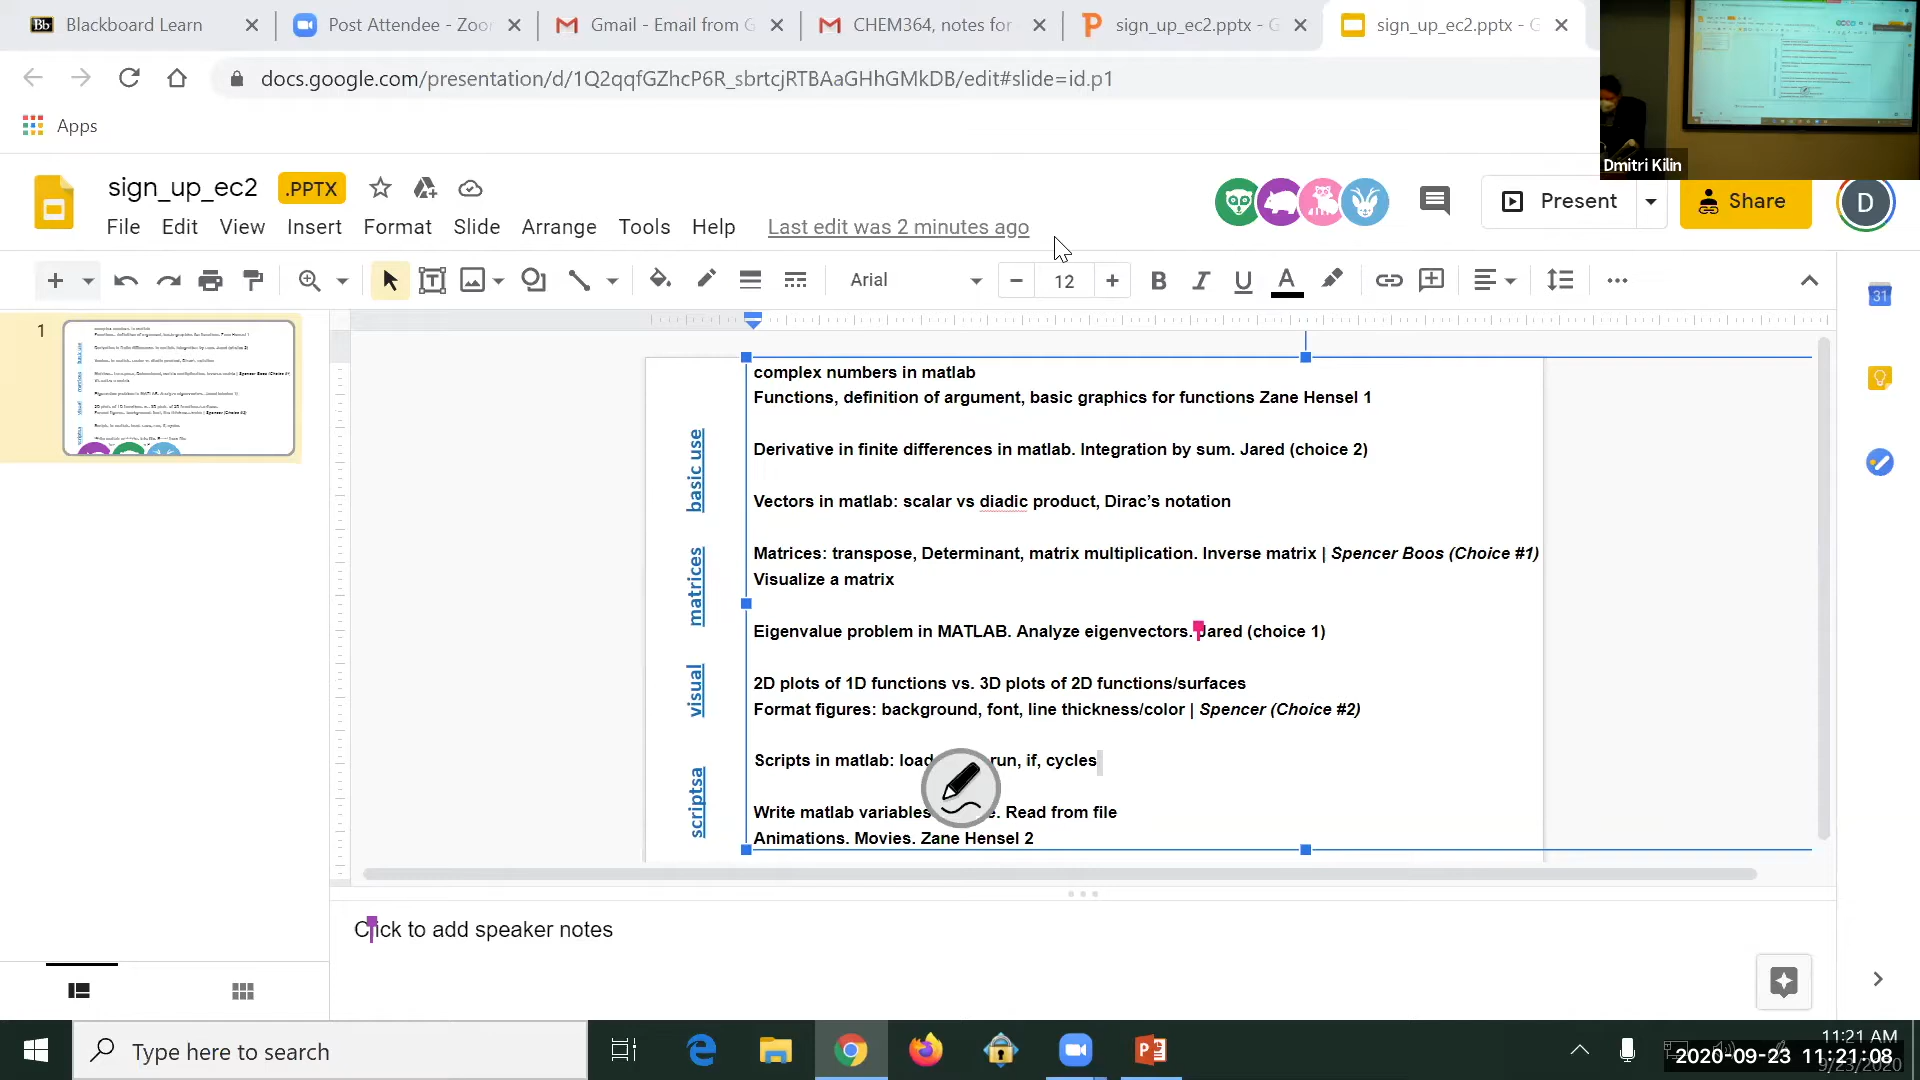 Blackboard Learn
Post Attendee - Zoo
Gmail - Email from G
CHEM364, notes for
sign_up_ec2.pptx - G
sign_up_ec2.pptx - G
docs.google.com/presentation/d/1Q2qqfGZhcP6R_sbrtcjRTBAaGHhGMkDB/edit#slide=id.p1
Apps
Dmitri Kilin
sign_up_ec2 .PPTX
Present
Share
D
File Edit View Insert Format Slide Arrange Tools Help Last edit was 2 minutes ago
Arial
12
1
complex numbers in matlab
Functions, definition of argument, basic graphics for functions Zane Hensel 1
Derivative in finite differences in matlab. Integration by sum. Jared (choice 2)
Vectors in matlab: scalar vs diadic product, Dirac's notation
Matrices: transpose, Determinant, matrix multiplication. Inverse matrix | Spencer Boos (Choice #1)
Visualize a matrix
Eigenvalue problem in MATLAB. Analyze eigenvectors. Jared (choice 1)
2D plots of 1D functions vs. 3D plots of 2D functions/surfaces
Format figures: background, font, line thickness/color | Spencer (Choice #2)
Scripts in matlab: load run, if, cycles
Write matlab variables Read from file
Animations. Movies. Zane Hensel 2
basic use
matrices
visual
scriptsa
Click to add speaker notes
Type here to search
11:21 AM
2020-09-23 11:21:08
9/23/2020